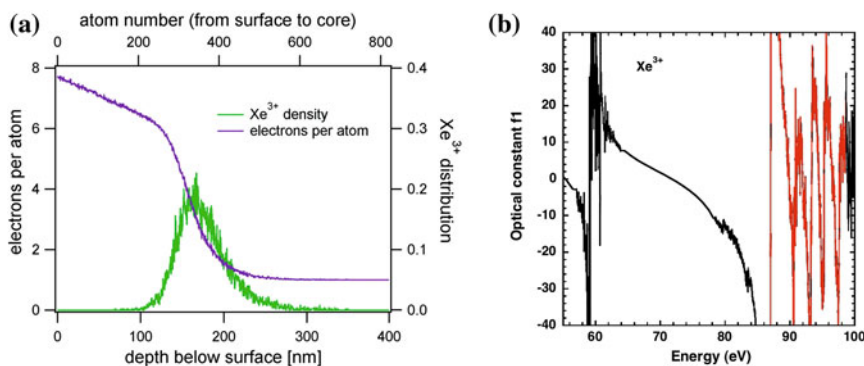 (a)
atom number (from surface to core)
0 200 400 600 800
8
6
4
2
0
electrons per atom
Xe³⁺ density
electrons per atom
0.4
0.3
0.2
0.1
0.0
Xe³⁺ distribution
0 100 200 300 400
depth below surface [nm]
(b)
Xe³⁺
40
30
20
10
0
-10
-20
-30
-40
Optical constant f1
60 70 80 90 100
Energy (eV)